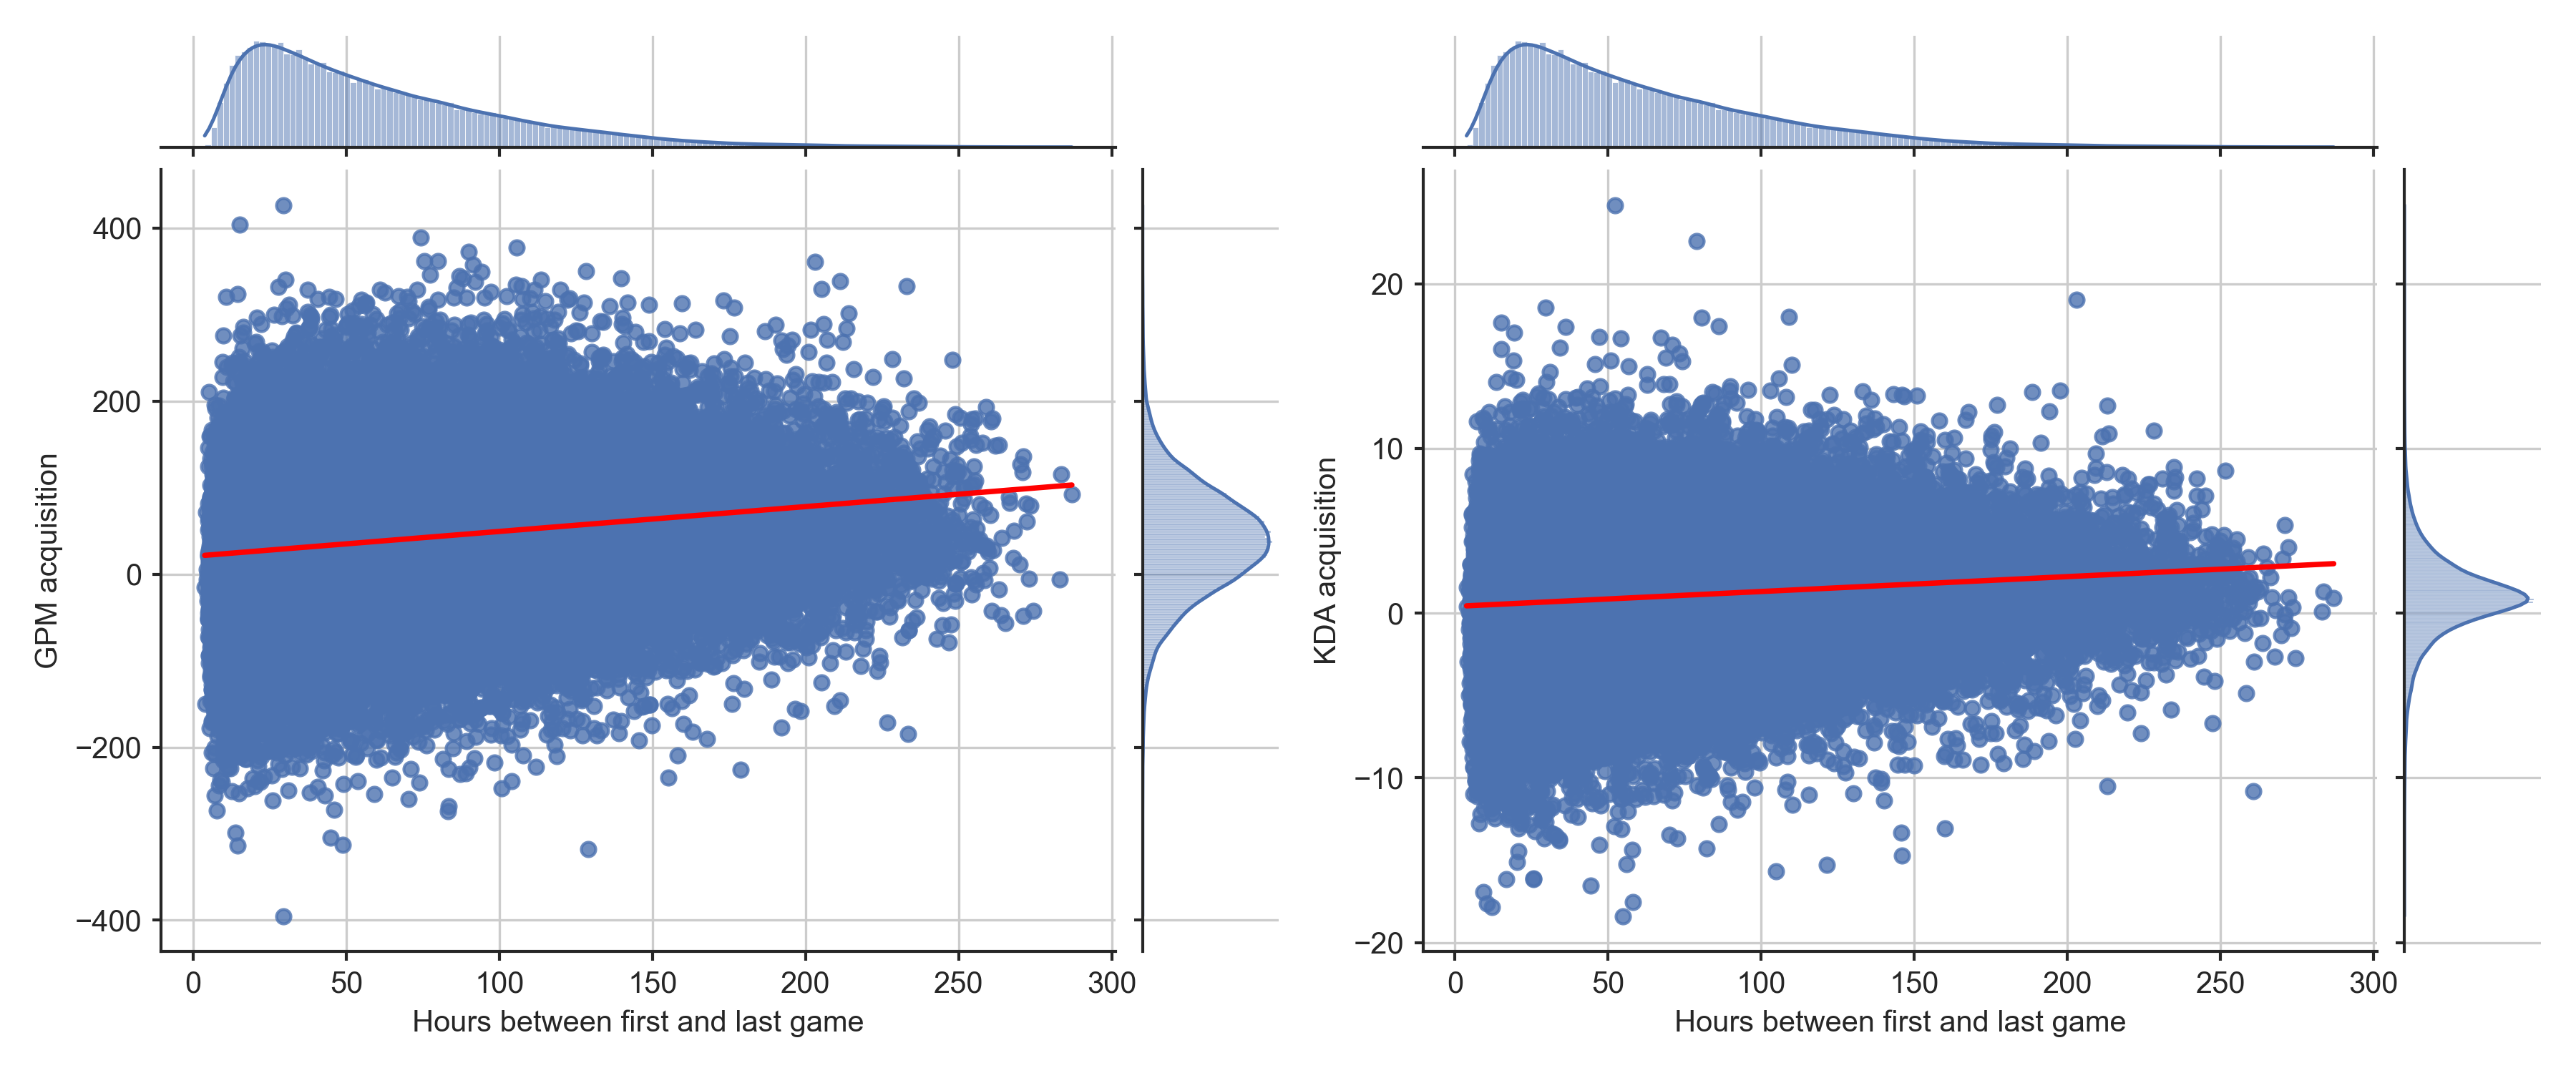 400
200
0
−200
−400
GPM acquisition
0 50 100 150 200 250 300
Hours between first and last game
20
10
0
−10
−20
KDA acquisition
0 50 100 150 200 250 300
Hours between first and last game